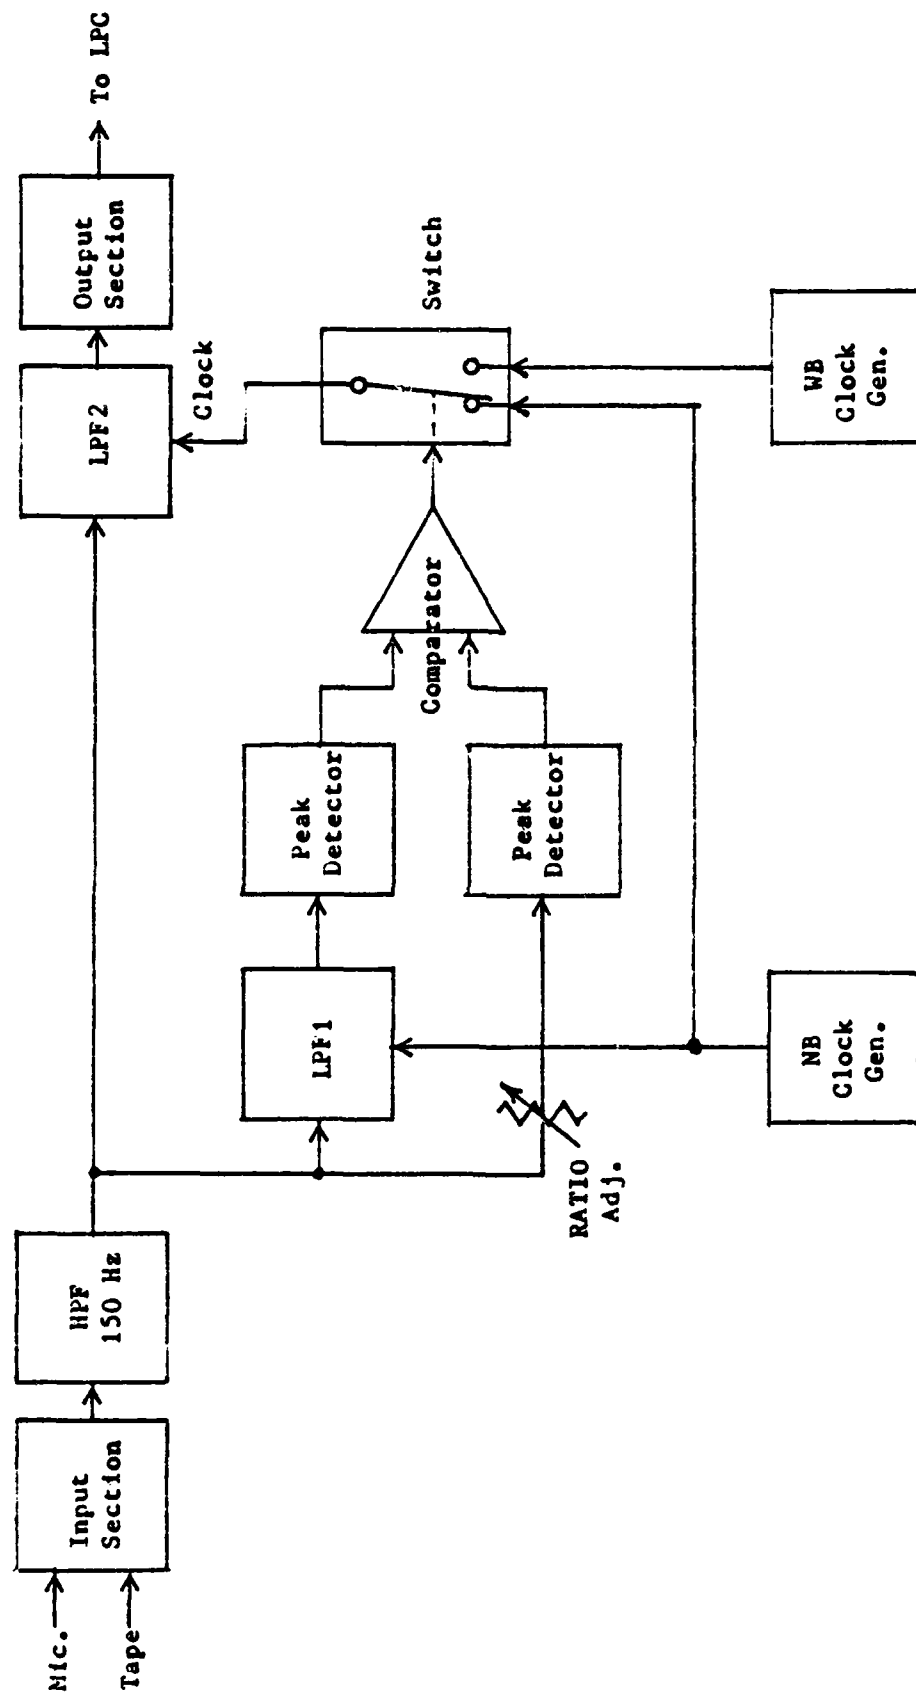 Mic.
Tape
Input
Section
HPF
150 Hz
LPF2
Output
Section
To LPC
Clock
LPF1
Peak
Detector
Peak
Detector
Comparator
Switch
RATIO
Adj.
NB
Clock
Gen.
WB
Clock
Gen.